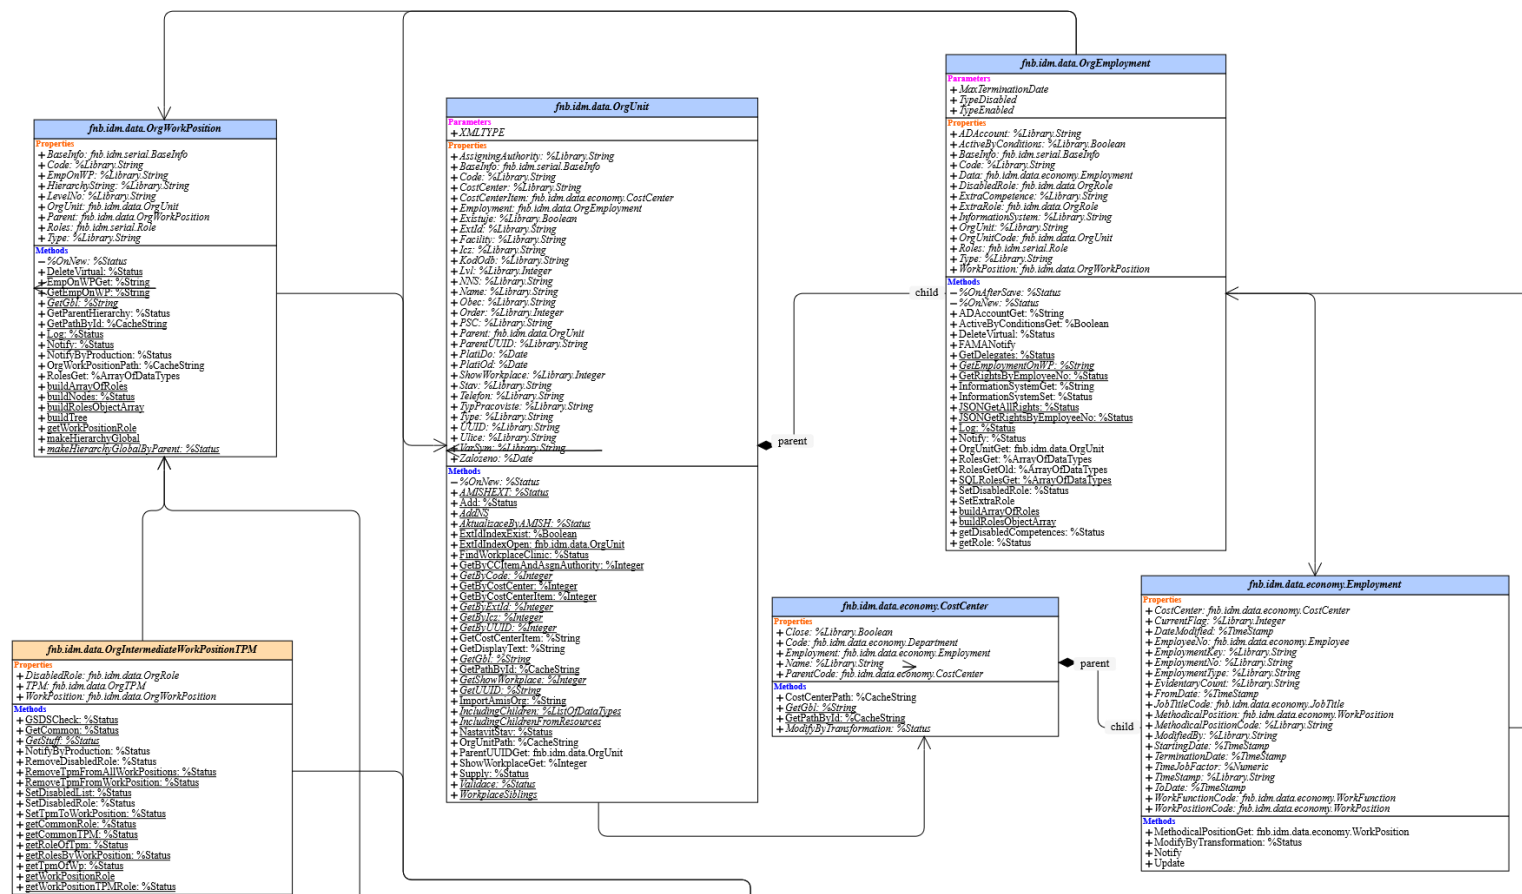 fnb.idm.data.OrgWorkPosition
Properties
+ BaseInfo: fnb.idm.serial.BaseInfo
+ Code: %Library.String
+ EmpOnWP: %Library.String
+ HierarchyString: %Library.String
+ LevelNo: %Library.String
+ OrgUnit: fnb.idm.data.OrgUnit
+ Parent: fnb.idm.data.OrgWorkPosition
+ Roles: fnb.idm.serial.Role
+ Type: %Library.String
Methods
− %OnNew: %Status
+ DeleteVirtual: %Status
+ EmpOnWPGet: %String
+ GetEmpOnWP: %String
+ GetGbl: %String
+ GetParentHierarchy: %Status
+ GetPathById: %CacheString
+ Log: %Status
+ Notify: %Status
+ NotifyByProduction: %Status
+ OrgWorkPositionPath: %CacheString
+ RolesGet: %ArrayOfDataTypes
+ buildArrayOfRoles
+ buildNodes: %Status
+ buildRolesObjectArray
+ buildTree
+ getWorkPositionRole
+ makeHierarchyGlobal
+ makeHierarchyGlobalByParent: %Status
fnb.idm.data.OrgIntermediateWorkPositionTPM
Properties
+ DisabledRole: fnb.idm.data.OrgRole
+ TPM: fnb.idm.data.OrgTPM
+ WorkPosition: fnb.idm.data.OrgWorkPosition
Methods
+ GSDSCheck: %Status
+ GetCommon: %Status
+ GetStuff: %Status
+ NotifyByProduction: %Status
+ RemoveDisabledRole: %Status
+ RemoveTpmFromAllWorkPositions: %Status
+ RemoveTpmFromWorkPosition: %Status
+ SetDisabledList: %Status
+ SetDisabledRole: %Status
+ SetTpmToWorkPosition: %Status
+ getCommonRole: %Status
+ getCommonTPM: %Status
+ getRoleOfTpm: %Status
+ getRolesByWorkPosition: %Status
+ getTpmOfWp: %Status
+ getWorkPositionRole
+ getWorkPositionTPMRole: %Status
fnb.idm.data.OrgUnit
Parameters
+ XMLTYPE
Properties
+ AssigningAuthority: %Library.String
+ BaseInfo: fnb.idm.serial.BaseInfo
+ Code: %Library.String
+ CostCenter: %Library.String
+ CostCenterItem: fnb.idm.data.economy.CostCenter
+ Employment: fnb.idm.data.OrgEmployment
+ Existuje: %Library.Boolean
+ ExtId: %Library.String
+ Facility: %Library.String
+ Icz: %Library.String
+ KodOdb: %Library.String
+ Lvl: %Library.Integer
+ NNS: %Library.String
+ Name: %Library.String
+ Obec: %Library.String
+ Order: %Library.Integer
+ PSC: %Library.String
+ Parent: fnb.idm.data.OrgUnit
+ ParentUUID: %Library.String
+ PlatiDo: %Date
+ PlatiOd: %Date
+ ShowWorkplace: %Library.Integer
+ Stav: %Library.String
+ Telefon: %Library.String
+ TypPracoviste: %Library.String
+ Type: %Library.String
+ UUID: %Library.String
+ Ulice: %Library.String
+ VarSym: %Library.String
+ Zalozeno: %Date
Methods
− %OnNew: %Status
+ AMISHEXT: %Status
+ Add: %Status
+ AddNS
+ AktualizaceByAMISH: %Status
+ ExtIdIndexExist: %Boolean
+ ExtIdIndexOpen: fnb.idm.data.OrgUnit
+ FindWorkplaceClinic: %Status
+ GetByCCItemAndAsgnAuthority: %Integer
+ GetByCode: %Integer
+ GetByCostCenter: %Integer
+ GetByCostCenterItem: %Integer
+ GetByExtId: %Integer
+ GetByIcz: %Integer
+ GetByUUID: %Integer
+ GetCostCenterItem: %String
+ GetDisplayText: %String
+ GetGbl: %String
+ GetPathById: %CacheString
+ GetShowWorkplace: %Integer
+ GetUUID: %String
+ ImportAmisOrg: %String
+ IncludingChildren: %ListOfDataTypes
+ IncludingChildrenFromResources
+ NastavitStav: %Status
+ OrgUnitPath: %CacheString
+ ParentUUIDGet: fnb.idm.data.OrgUnit
+ ShowWorkplaceGet: %Integer
+ Supply: %Status
+ Validace: %Status
+ WorkplaceSiblings
child
parent
fnb.idm.data.OrgEmployment
Parameters
+ MaxTerminationDate
+ TypeDisabled
+ TypeEnabled
Properties
+ ADAccount: %Library.String
+ ActiveByConditions: %Library.Boolean
+ BaseInfo: fnb.idm.serial.BaseInfo
+ Code: %Library.String
+ Data: fnb.idm.data.economy.Employment
+ DisabledRole: fnb.idm.data.OrgRole
+ ExtraCompetence: %Library.String
+ ExtraRole: fnb.idm.data.OrgRole
+ InformationSystem: %Library.String
+ OrgUnit: %Library.String
+ OrgUnitCode: fnb.idm.data.OrgUnit
+ Roles: fnb.idm.serial.Role
+ Type: %Library.String
+ WorkPosition: fnb.idm.data.OrgWorkPosition
Methods
− %OnAfterSave: %Status
− %OnNew: %Status
+ ADAccountGet: %String
+ ActiveByConditionsGet: %Boolean
+ DeleteVirtual: %Status
+ FAMANotify
+ GetDelegates: %Status
+ GetEmploymentOnWP: %String
+ GetRightsByEmployeeNo: %Status
+ InformationSystemGet: %String
+ InformationSystemSet: %Status
+ JSONGetAllRights: %Status
+ JSONGetRightsByEmployeeNo: %Status
+ Log: %Status
+ Notify: %Status
+ OrgUnitGet: fnb.idm.data.OrgUnit
+ RolesGet: %ArrayOfDataTypes
+ RolesGetOld: %ArrayOfDataTypes
+ SQLRolesGet: %ArrayOfDataTypes
+ SetDisabledRole: %Status
+ SetExtraRole
+ buildArrayOfRoles
+ buildRolesObjectArray
+ getDisabledCompetences: %Status
+ getRole: %Status
fnb.idm.data.economy.CostCenter
Properties
+ Close: %Library.Boolean
+ Code: fnb.idm.data.economy.Department
+ Employment: fnb.idm.data.economy.Employment
+ Name: %Library.String
+ ParentCode: fnb.idm.data.economy.CostCenter
Methods
+ CostCenterPath: %CacheString
+ GetGbl: %String
+ GetPathById: %CacheString
+ ModifyByTransformation: %Status
parent
child
fnb.idm.data.economy.Employment
Properties
+ CostCenter: fnb.idm.data.economy.CostCenter
+ CurrentFlag: %Library.Integer
+ DateModified: %TimeStamp
+ EmployeeNo: fnb.idm.data.economy.Employee
+ EmploymentKey: %Library.String
+ EmploymentNo: %Library.String
+ EmploymentType: %Library.String
+ EvidentaryCount: %Library.String
+ FromDate: %TimeStamp
+ JobTitleCode: fnb.idm.data.economy.JobTitle
+ MethodicalPosition: fnb.idm.data.economy.WorkPosition
+ MethodicalPositionCode: %Library.String
+ ModifiedBy: %Library.String
+ StartingDate: %TimeStamp
+ TerminationDate: %TimeStamp
+ TimeJobFactor: %Numeric
+ TimeStamp: %Library.String
+ ToDate: %TimeStamp
+ WorkFunctionCode: fnb.idm.data.economy.WorkFunction
+ WorkPositionCode: fnb.idm.data.economy.WorkPosition
Methods
+ MethodicalPositionGet: fnb.idm.data.economy.WorkPosition
+ ModifyByTransformation: %Status
+ Notify
+ Update